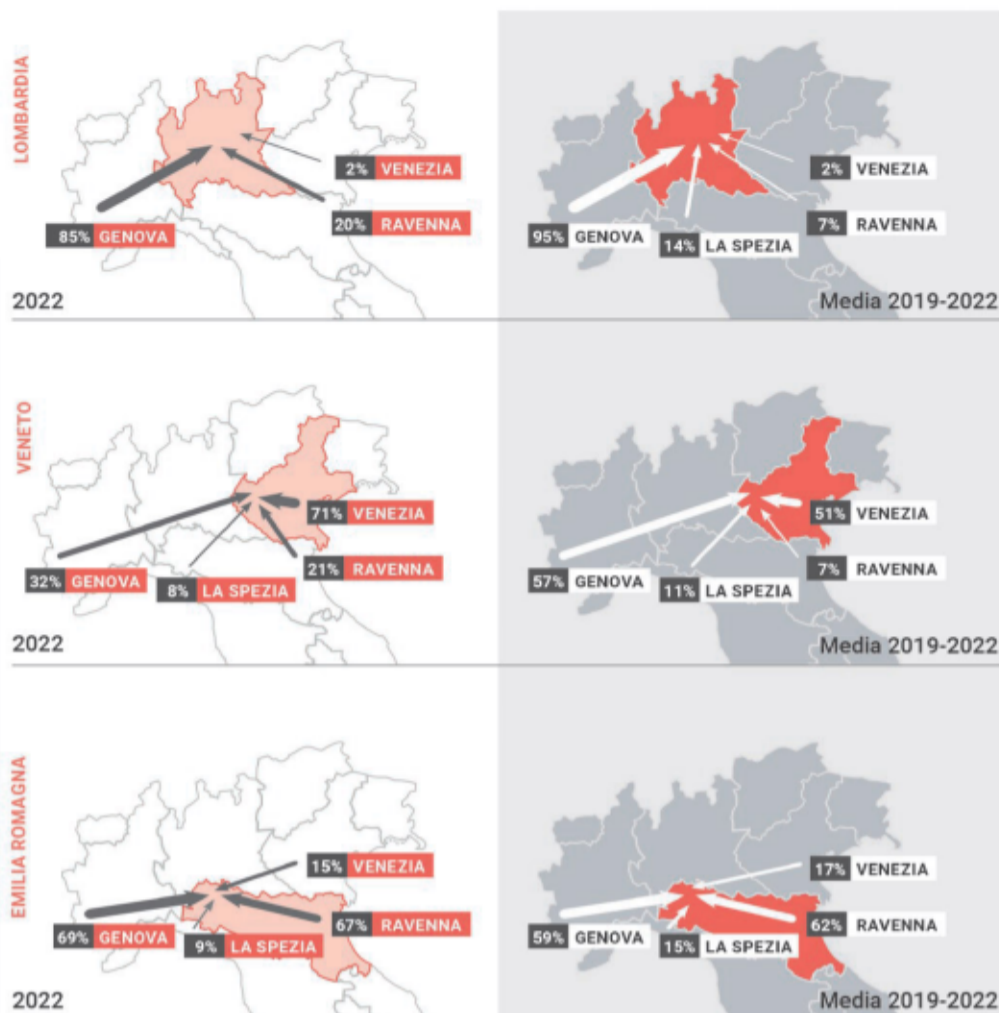 LOMBARDIA
2% VENEZIA
20% RAVENNA
85% GENOVA
2022
2% VENEZIA
7% RAVENNA
95% GENOVA
14% LA SPEZIA
Media 2019-2022
VENETO
71% VENEZIA
21% RAVENNA
32% GENOVA
8% LA SPEZIA
2022
51% VENEZIA
7% RAVENNA
57% GENOVA
11% LA SPEZIA
Media 2019-2022
EMILIA ROMAGNA
15% VENEZIA
67% RAVENNA
69% GENOVA
9% LA SPEZIA
2022
17% VENEZIA
62% RAVENNA
59% GENOVA
15% LA SPEZIA
Media 2019-2022